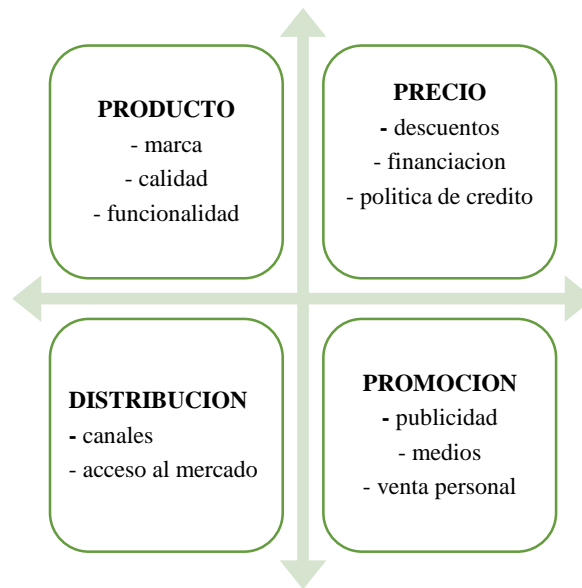 PRODUCTO
- marca
- calidad
- funcionalidad
PRECIO
- descuentos
- financiacion
- politica de credito
DISTRIBUCION
- canales
- acceso al mercado
PROMOCION
- publicidad
- medios
- venta personal